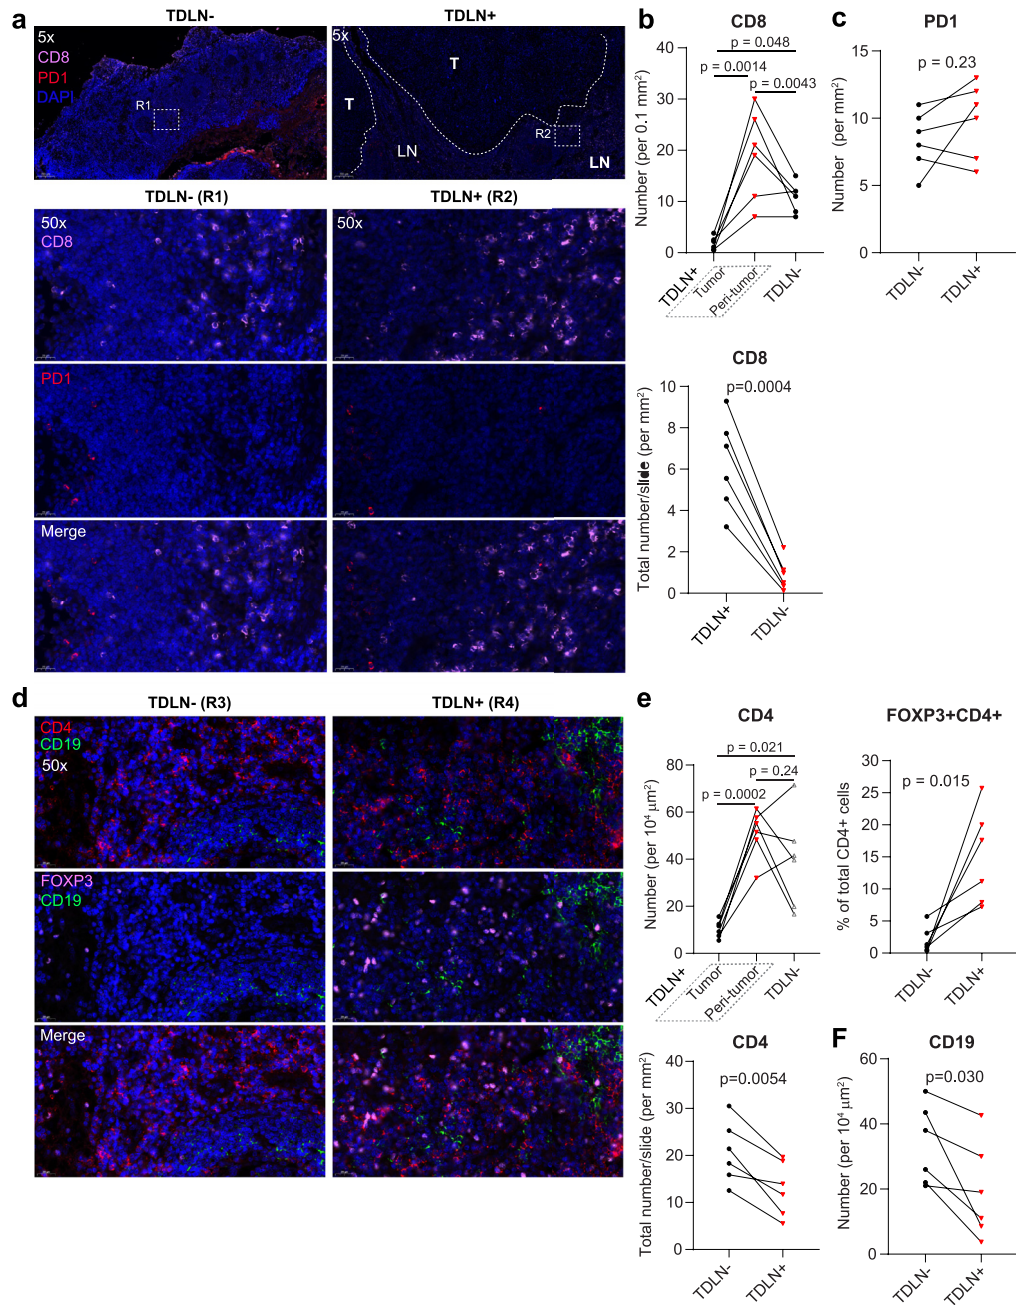 a
TDLN-
TDLN+
5x
CD8
PD1
DAPI
R1
5x
T
T
LN
R2
LN
TDLN- (R1)
TDLN+ (R2)
50x
CD8
50x
PD1
Merge
b
CD8
p = 0.048
p = 0.0014
p = 0.0043
Number (per 0.1 mm²)
40
30
20
10
0
TDLN+
Tumor
Peri-tumor
TDLN-
c
PD1
p = 0.23
Number (per mm²)
15
10
5
0
TDLN-
TDLN+
CD8
p=0.0004
Total number/slide (per mm²)
10
8
6
4
2
0
TDLN+
TDLN-
d
TDLN- (R3)
TDLN+ (R4)
CD4
CD19
50x
FOXP3
CD19
Merge
e
CD4
p = 0.021
p = 0.24
p = 0.0002
Number (per 10⁴ µm²)
80
60
40
20
0
TDLN+
Tumor
Peri-tumor
TDLN-
FOXP3+CD4+
p = 0.015
% of total CD4+ cells
30
25
20
15
10
5
0
TDLN-
TDLN+
CD4
p=0.0054
Total number/slide (per mm²)
40
30
20
10
0
TDLN-
TDLN+
F
CD19
p=0.030
Number (per 10⁴ µm²)
60
40
20
0
TDLN-
TDLN+